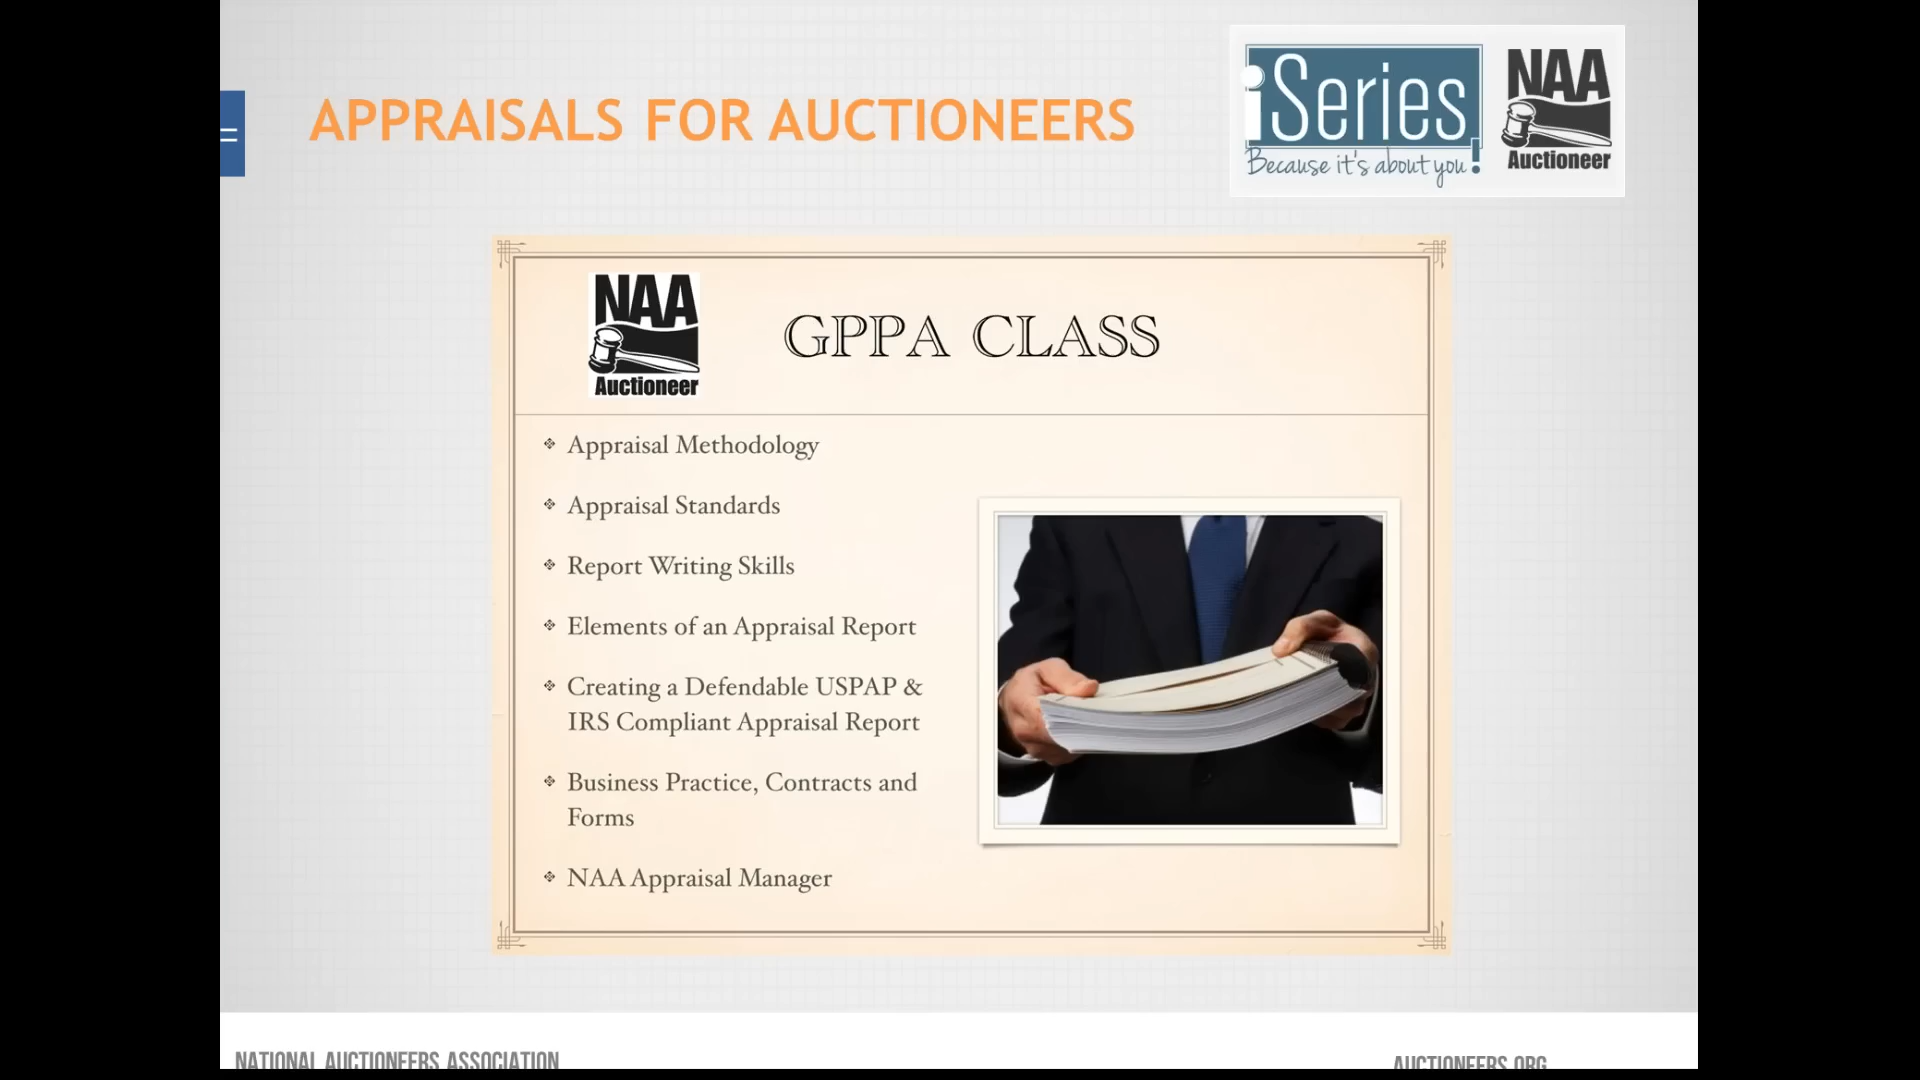 APPRAISALS FOR AUCTIONEERS
iSeries
Because it's about you!
NAA
Auctioneer
NAA
Auctioneer
GPPA CLASS
Appraisal Methodology
Appraisal Standards
Report Writing Skills
Elements of an Appraisal Report
Creating a Defendable USPAP &
IRS Compliant Appraisal Report
Business Practice, Contracts and
Forms
NAA Appraisal Manager
NATIONAL AUCTIONEERS ASSOCIATION
AUCTIONEERS.ORG